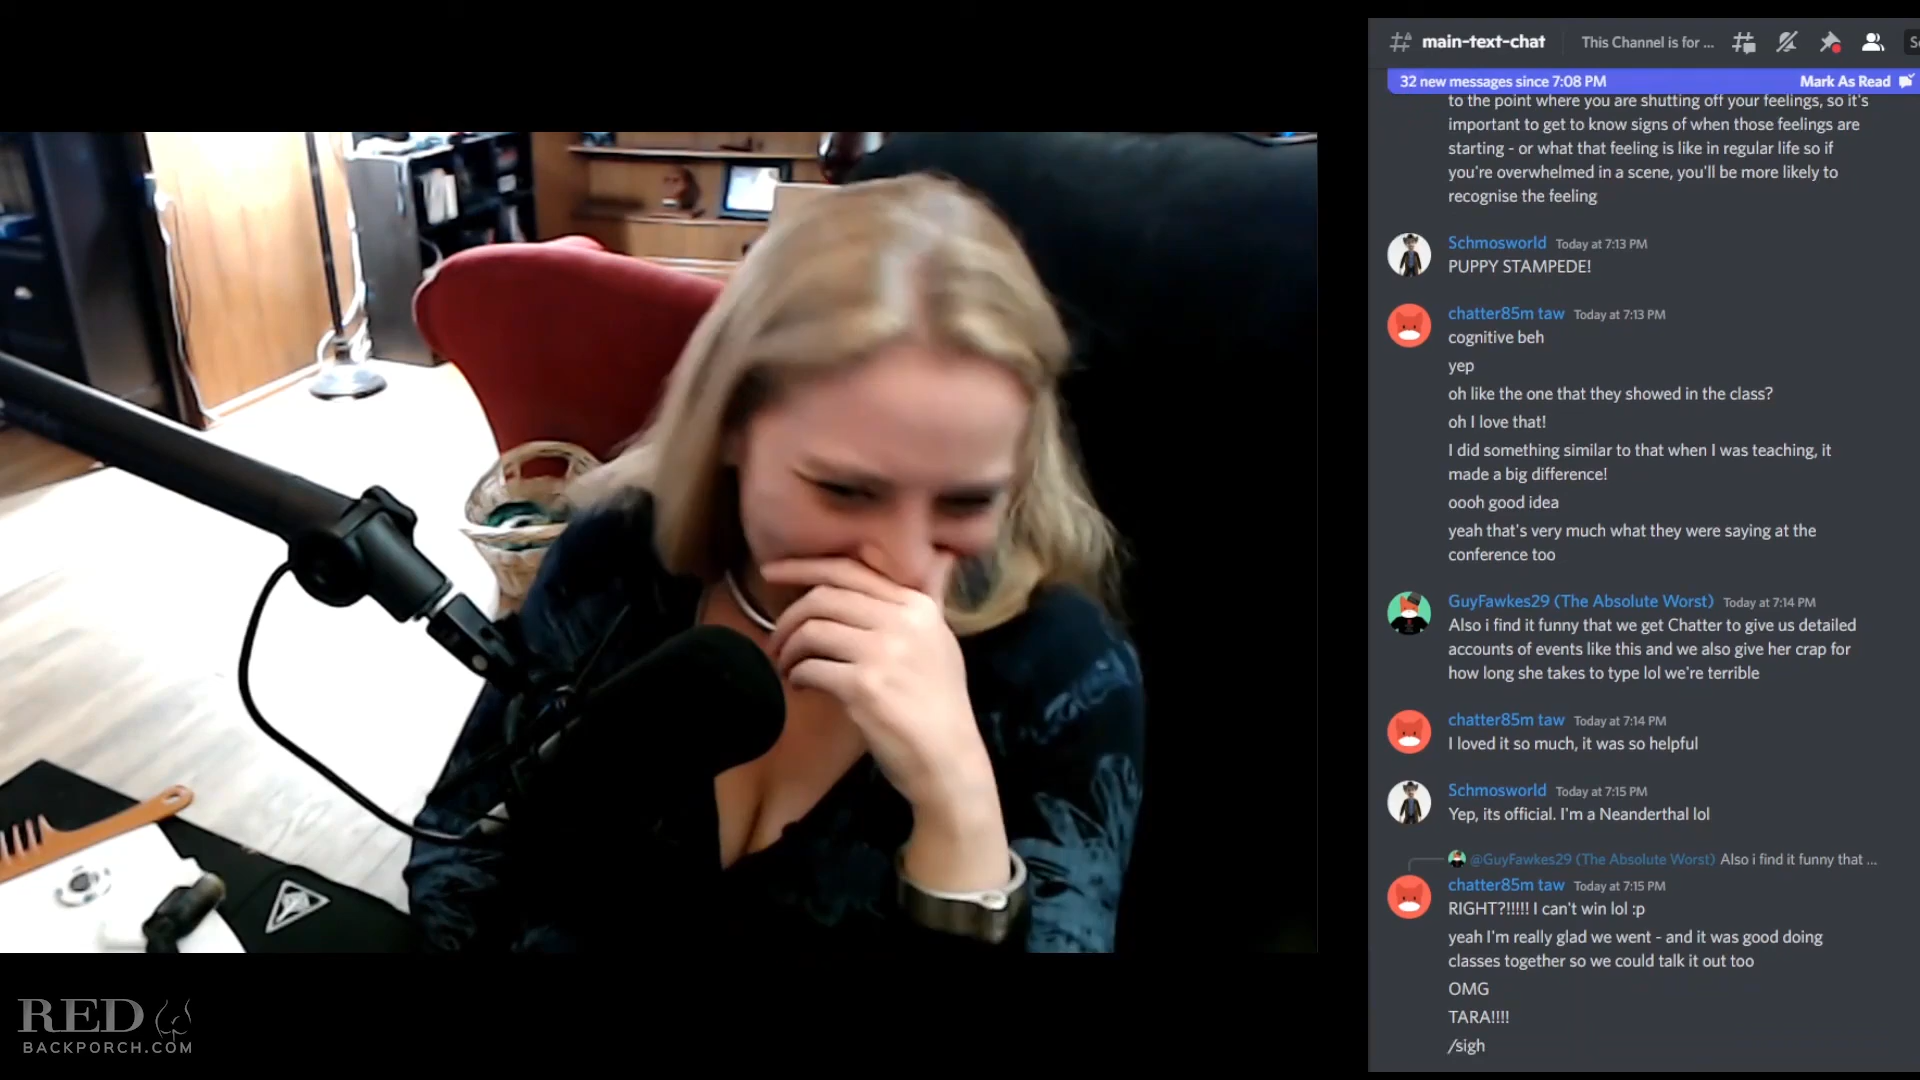 main-text-chat
This Channel is for ...
32 new messages since 7:08 PM
Mark As Read
to the point where you are shutting off your feelings, so it's
important to get to know signs of when those feelings are
starting - or what that feeling is like in regular life so if
you're overwhelmed in a scene, you'll be more likely to
recognise the feeling
Schmosworld Today at 7:13 PM
PUPPY STAMPEDE!
chatter85m taw Today at 7:13 PM
cognitive beh
yep
oh like the one that they showed in the class?
oh I love that!
I did something similar to that when I was teaching, it
made a big difference!
oooh good idea
yeah that's very much what they were saying at the
conference too
GuyFawkes29 (The Absolute Worst) Today at 7:14 PM
Also i find it funny that we get Chatter to give us detailed
accounts of events like this and we also give her crap for
how long she takes to type lol we're terrible
chatter85m taw Today at 7:14 PM
I loved it so much, it was so helpful
Schmosworld Today at 7:15 PM
Yep, its official. I'm a Neanderthal lol
@GuyFawkes29 (The Absolute Worst) Also i find it funny that ...
chatter85m taw Today at 7:15 PM
RIGHT?!!!!! I can't win lol :p
yeah I'm really glad we went - and it was good doing
classes together so we could talk it out too
OMG
TARA!!!!
/sigh
RED
BACKPORCH.COM